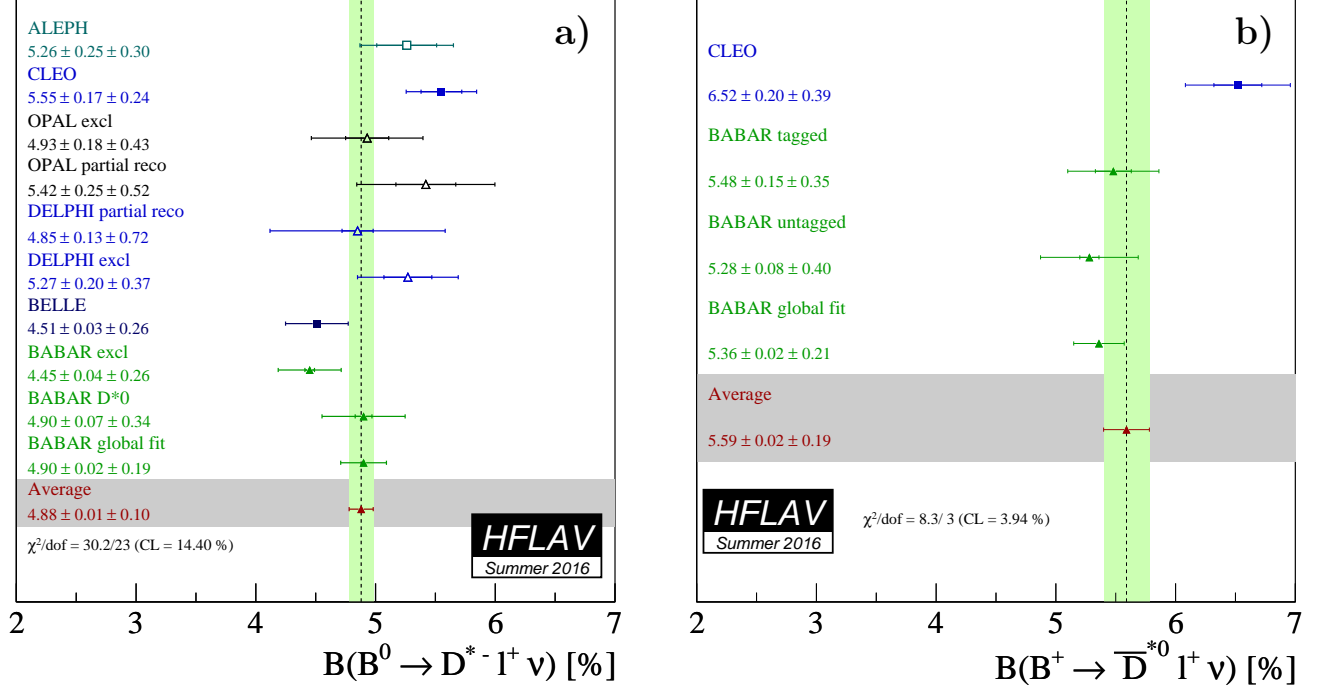 a)
ALEPH
5.26 ± 0.25 ± 0.30
CLEO
5.55 ± 0.17 ± 0.24
OPAL excl
4.93 ± 0.18 ± 0.43
OPAL partial reco
5.42 ± 0.25 ± 0.52
DELPHI partial reco
4.85 ± 0.13 ± 0.72
DELPHI excl
5.27 ± 0.20 ± 0.37
BELLE
4.51 ± 0.03 ± 0.26
BABAR excl
4.45 ± 0.04 ± 0.26
BABAR D*0
4.90 ± 0.07 ± 0.34
BABAR global fit
4.90 ± 0.02 ± 0.19
Average
4.88 ± 0.01 ± 0.10
χ²/dof = 30.2/23 (CL = 14.40 %)
HFLAV
Summer 2016
2 3 4 5 6 7
B(B⁰ → D*⁻ l⁺ ν) [%]
b)
CLEO
6.52 ± 0.20 ± 0.39
BABAR tagged
5.48 ± 0.15 ± 0.35
BABAR untagged
5.28 ± 0.08 ± 0.40
BABAR global fit
5.36 ± 0.02 ± 0.21
Average
5.59 ± 0.02 ± 0.19
HFLAV
Summer 2016
χ²/dof = 8.3/ 3 (CL = 3.94 %)
2 3 4 5 6 7
B(B⁺ → D̅*⁰ l⁺ ν) [%]